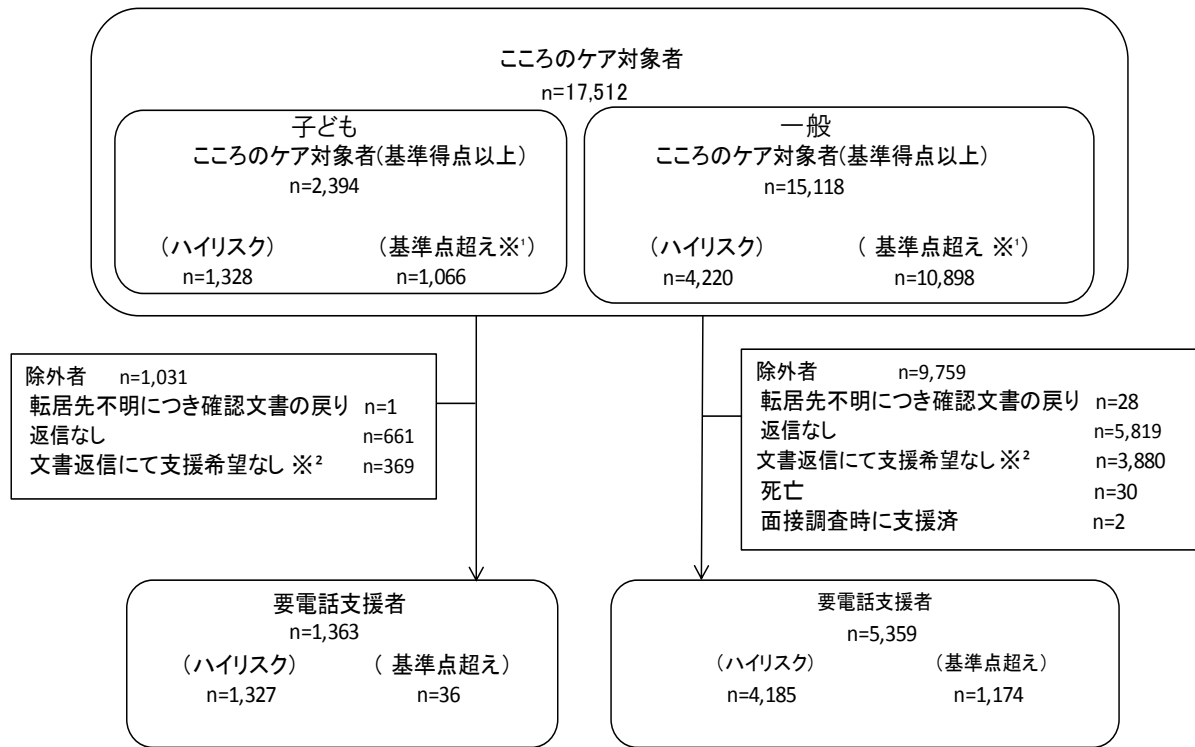 こころのケア対象者
n=17,512
子ども
こころのケア対象者(基準得点以上)
n=2,394
(ハイリスク) (基準点超え※¹)
n=1,328 n=1,066
一般
こころのケア対象者(基準得点以上)
n=15,118
(ハイリスク) ( 基準点超え ※¹)
n=4,220 n=10,898
除外者 n=1,031
転居先不明につき確認文書の戻り n=1
返信なし n=661
文書返信にて支援希望なし ※² n=369
除外者 n=9,759
転居先不明につき確認文書の戻り n=28
返信なし n=5,819
文書返信にて支援希望なし ※² n=3,880
死亡 n=30
面接調査時に支援済 n=2
要電話支援者
n=1,363
(ハイリスク) ( 基準点超え)
n=1,327 n=36
要電話支援者
n=5,359
(ハイリスク) (基準点超え)
n=4,185 n=1,174